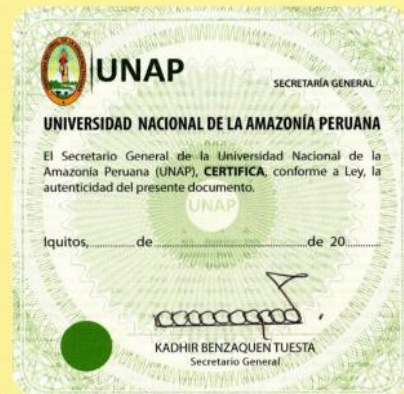 UNAP
SECRETARÍA GENERAL
UNIVERSIDAD NACIONAL DE LA AMAZONÍA PERUANA
El Secretario General de la Universidad Nacional de la
Amazonía Peruana (UNAP), CERTIFICA, conforme a Ley, la
autenticidad del presente documento.
UNAP
Iquitos,............de...............................................de 20..........
KADHIR BENZAQUEN TUESTA
Secretario General